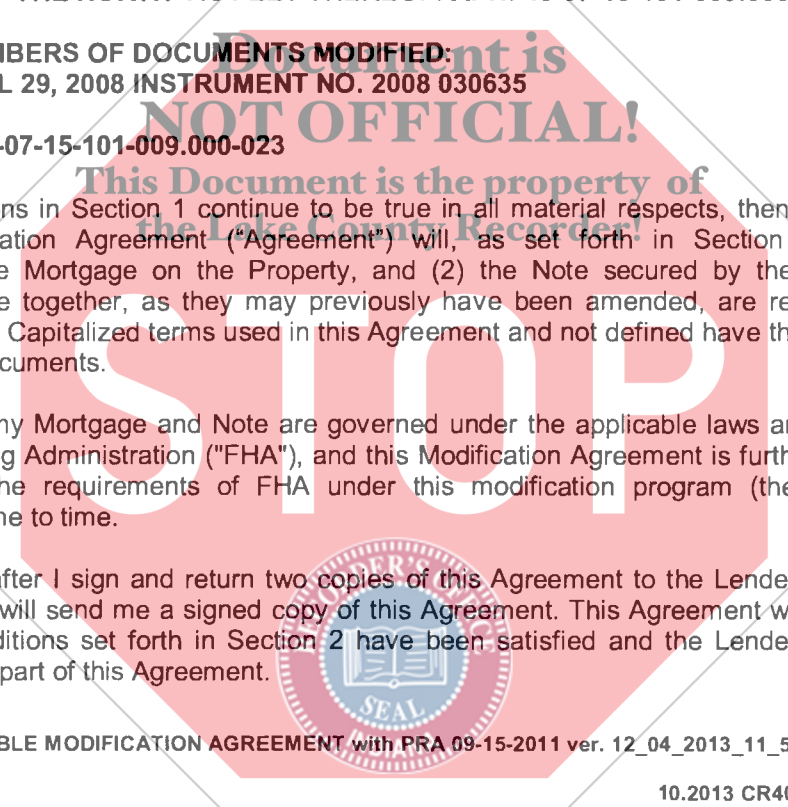 Document is
MBERS OF DOCUMENTS MODIFIED:
L 29, 2008 INSTRUMENT NO. 2008 030635
NOT OFFICIAL!
-07-15-101-009.000-023
This Document is the property of
the Lake County Recorder!
ns in Section 1 continue to be true in all material respects, then
ation Agreement (“Agreement”) will, as set forth in Section
e Mortgage on the Property, and (2) the Note secured by the
e together, as they may previously have been amended, are re
Capitalized terms used in this Agreement and not defined have th
cuments.
STOP
ny Mortgage and Note are governed under the applicable laws a
g Administration ("FHA"), and this Modification Agreement is furth
he requirements of FHA under this modification program (the
ne to time.
after I sign and return two copies of this Agreement to the Lende
will send me a signed copy of this Agreement. This Agreement w
ditions set forth in Section 2 have been satisfied and the Lende
part of this Agreement.
RECORDER'S OFFICE
SEAL
INDIANA
BLE MODIFICATION AGREEMENT with PRA 09-15-2011 ver. 12_04_2013_11_5
10.2013 CR40